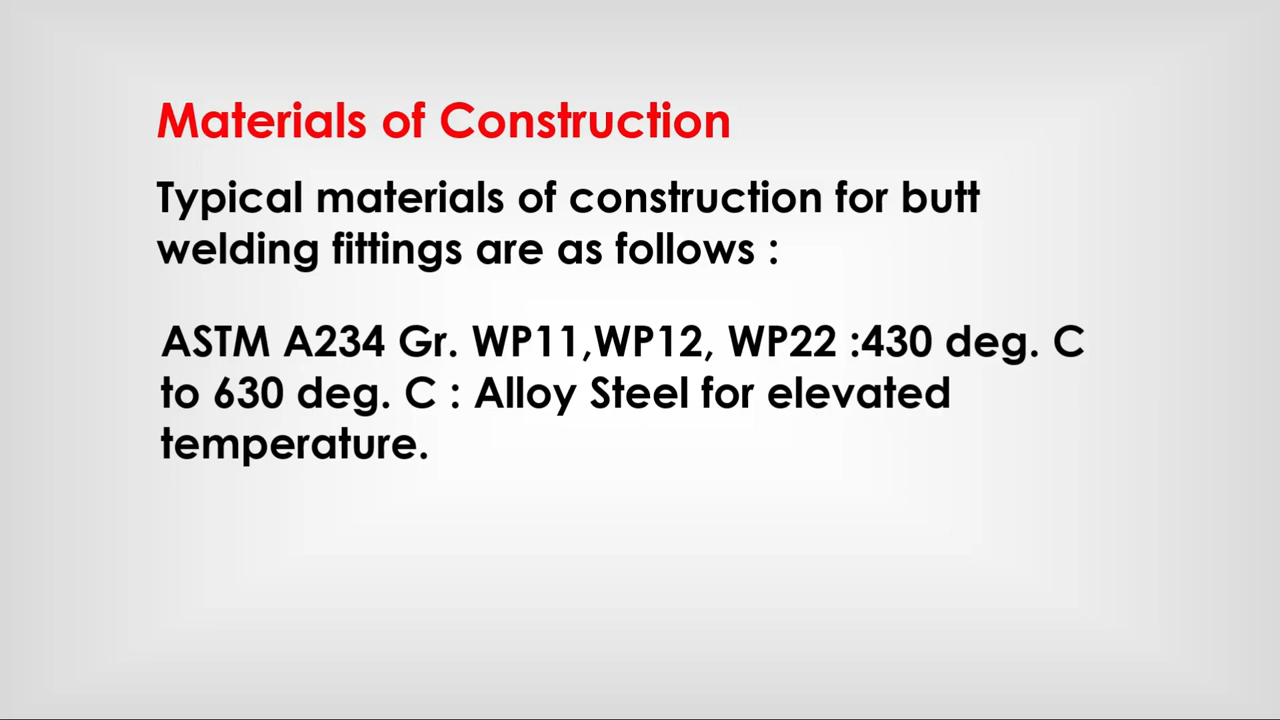 Materials of Construction
Typical materials of construction for butt
welding fittings are as follows :
ASTM A234 Gr. WP11,WP12, WP22 :430 deg. C
to 630 deg. C : Alloy Steel for elevated
temperature.